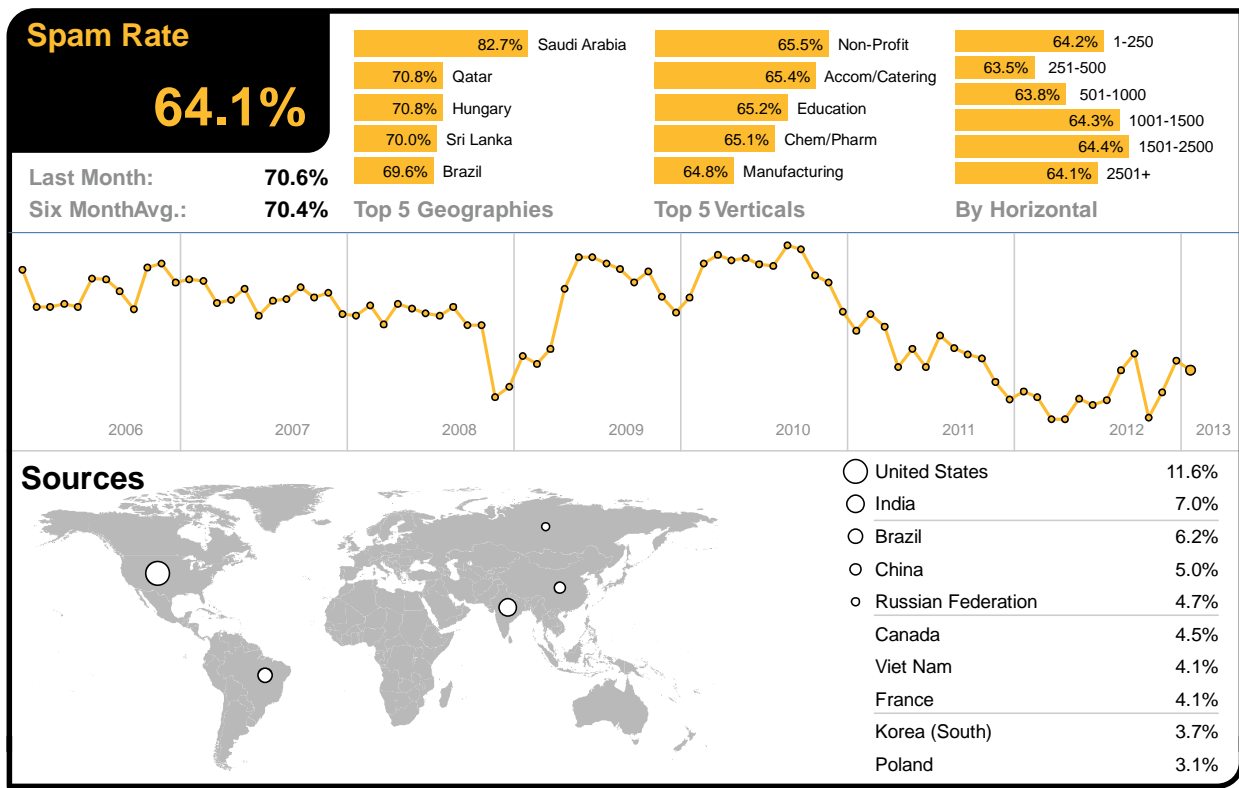 Spam Rate
64.1%
Last Month: 70.6%
Six MonthAvg.: 70.4%
82.7% Saudi Arabia
70.8% Qatar
70.8% Hungary
70.0% Sri Lanka
69.6% Brazil
Top 5 Geographies
65.5% Non-Profit
65.4% Accom/Catering
65.2% Education
65.1% Chem/Pharm
64.8% Manufacturing
Top 5 Verticals
64.2% 1-250
63.5% 251-500
63.8% 501-1000
64.3% 1001-1500
64.4% 1501-2500
64.1% 2501+
By Horizontal
2006 2007 2008 2009 2010 2011 2012 2013
Sources
United States 11.6%
India 7.0%
Brazil 6.2%
China 5.0%
Russian Federation 4.7%
Canada 4.5%
Viet Nam 4.1%
France 4.1%
Korea (South) 3.7%
Poland 3.1%